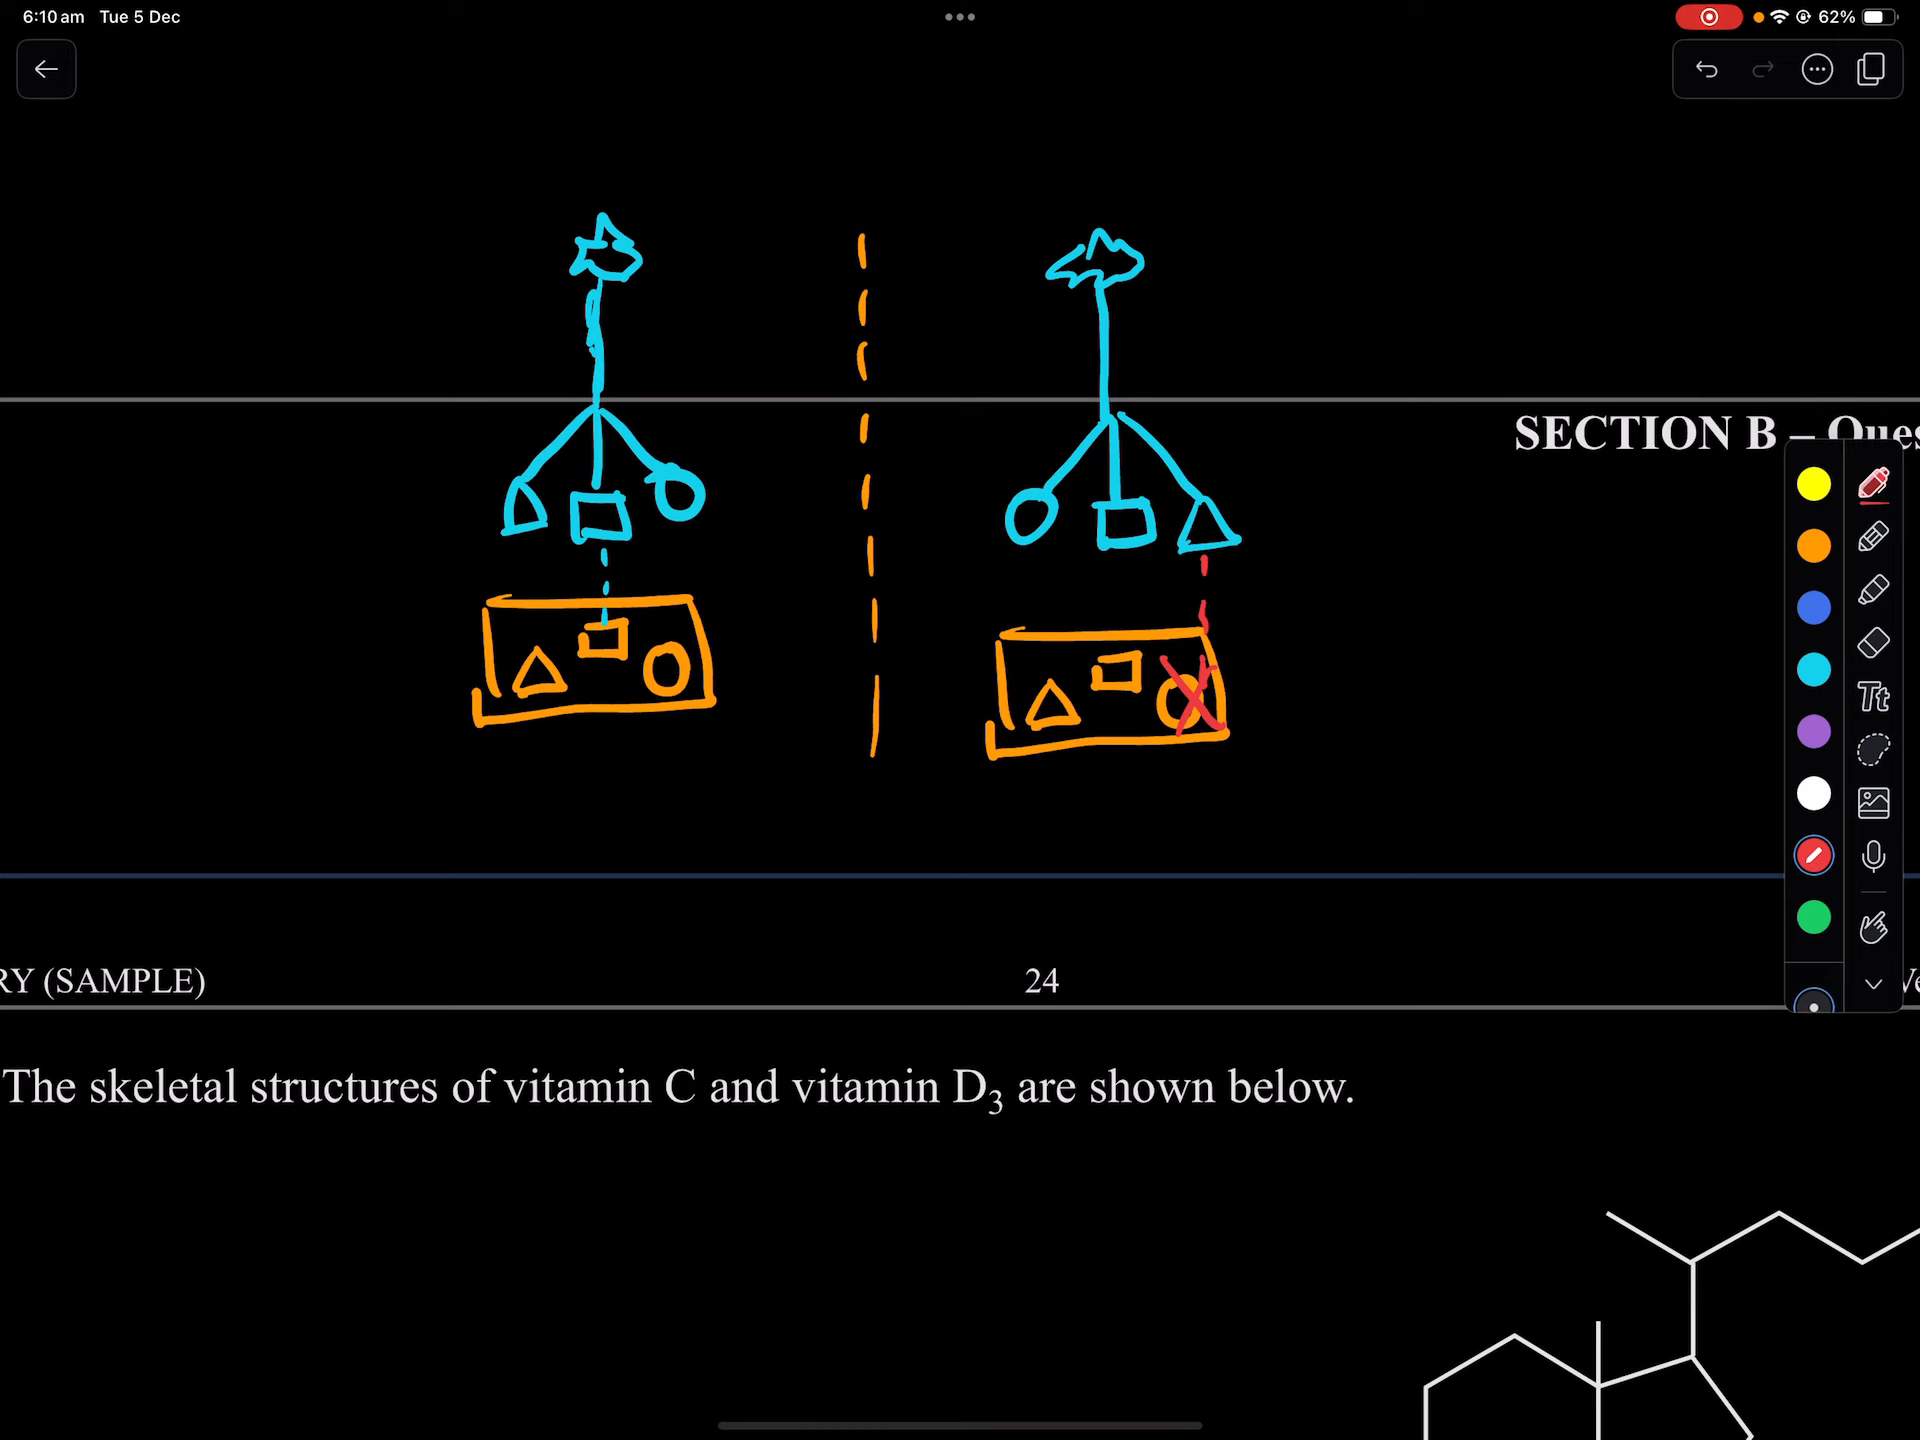 6:10 am Tue 5 Dec
62%
SECTION B –
Tt
RY (SAMPLE)
24
The skeletal structures of vitamin C and vitamin D₃ are shown below.